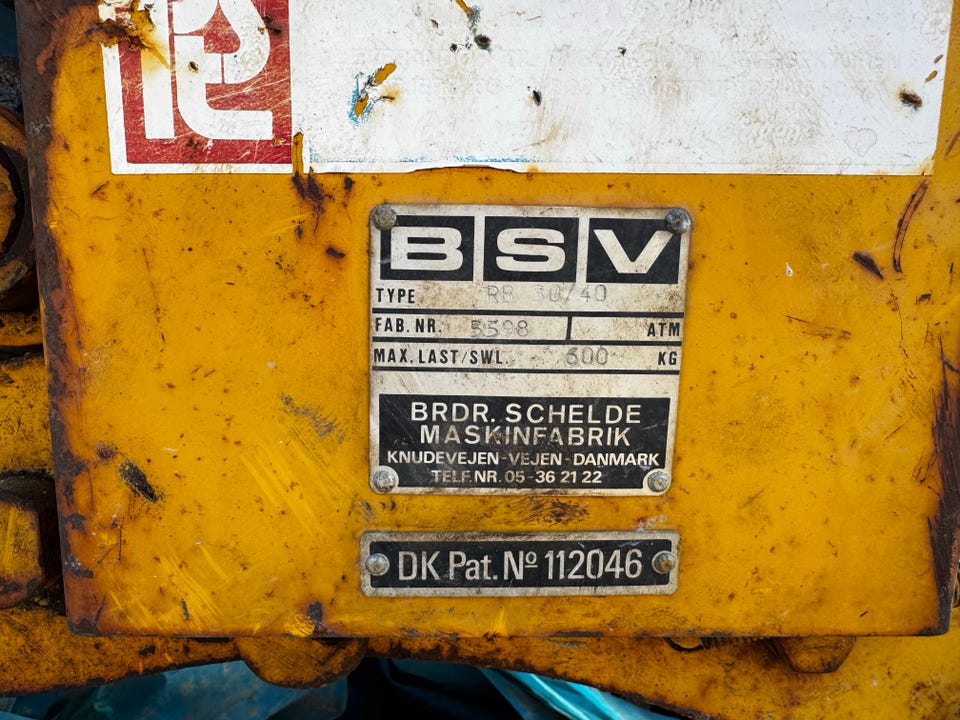 BSV
TYPE RB 30/40
FAB. NR. 5598 ATM
MAX. LAST/SWL. 600 KG
BRDR. SCHELDE
MASKINFABRIK
KNUDEVEJEN-VEJEN-DANMARK
TELF.NR. 05-36 21 22
DK Pat. Nº 112046